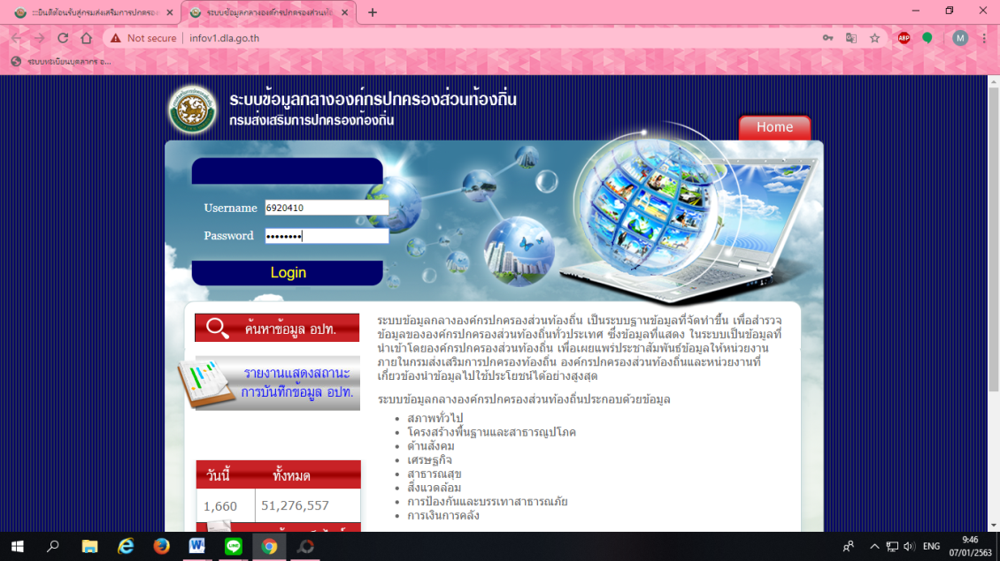 :::ยินดีต้อนรับสู่กรมส่งเสริมการปกครอง
ระบบข้อมูลกลางองค์กรปกครองส่วนท้อง
Not secure | infov1.dla.go.th
ABP
M
ระบบทะเบียนบุคลากร อ...
ระบบข้อมูลกลางองค์กรปกครองส่วนท้องถิ่น
กรมส่งเสริมการปกครองท้องถิ่น
Home
Username 6920410
Password
Login
ค้นหาข้อมูล อปท.
รายงานแสดงสถานะ
การบันทึกข้อมูล อปท.
วันนี้ ทั้งหมด
1,660 51,276,557
ระบบข้อมูลกลางองค์กรปกครองส่วนท้องถิ่น เป็นระบบฐานข้อมูลที่จัดทำขึ้น เพื่อสำรวจ
ข้อมูลขององค์กรปกครองส่วนท้องถิ่นทั่วประเทศ ซึ่งข้อมูลที่แสดง ในระบบเป็นข้อมูลที่
นำเข้าโดยองค์กรปกครองส่วนท้องถิ่น เพื่อเผยแพร่ประชาสัมพันธ์ข้อมูลให้หน่วยงาน
ภายในกรมส่งเสริมการปกครองท้องถิ่น องค์กรปกครองส่วนท้องถิ่นและหน่วยงานที่
เกี่ยวข้องนำข้อมูลไปใช้ประโยชน์ได้อย่างสูงสุด
ระบบข้อมูลกลางองค์กรปกครองส่วนท้องถิ่นประกอบด้วยข้อมูล
• สภาพทั่วไป
• โครงสร้างพื้นฐานและสาธารณูปโภค
• ด้านสังคม
• เศรษฐกิจ
• สาธารณสุข
• สิ่งแวดล้อม
• การป้องกันและบรรเทาสาธารณภัย
• การเงินการคลัง
ENG
9:46
07/01/2563